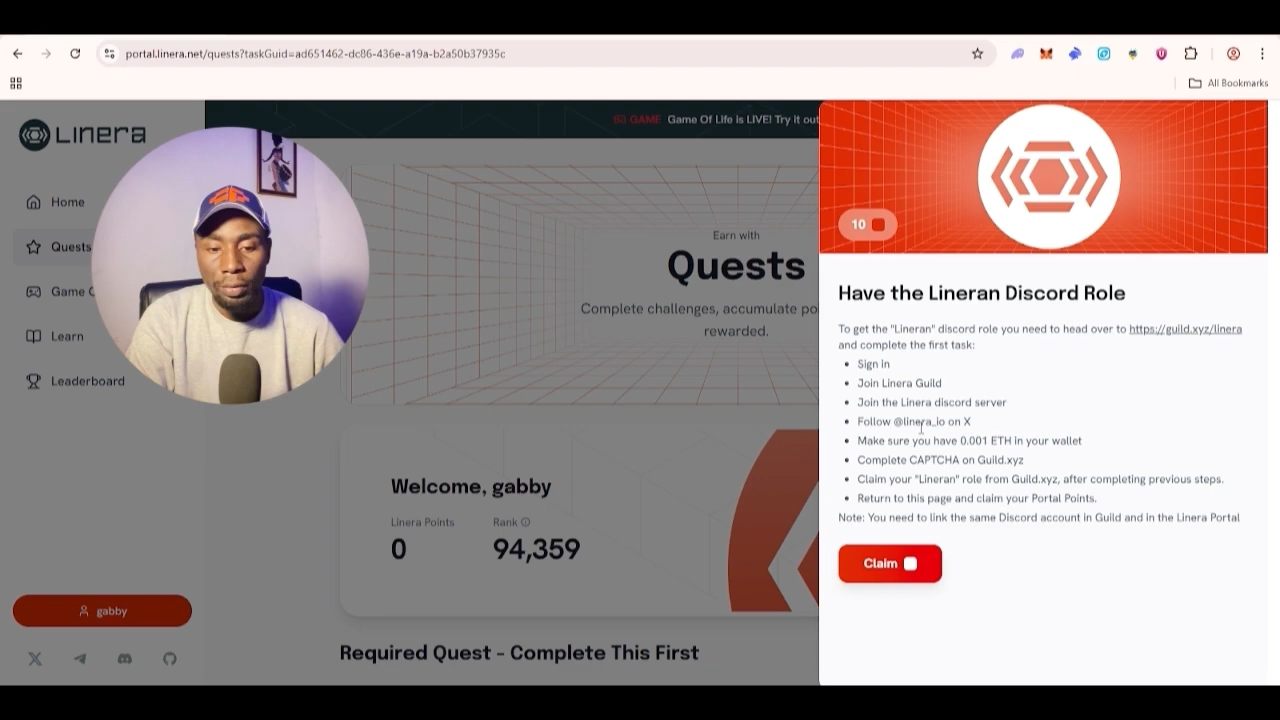 portal.linera.net/quests?taskGuid=ad651462-dc86-436e-a19a-b2a50b37935c
All Bookmarks
LINERA
GAME Game Of Life is LIVE! Try it out
Home
Quests
Game
Learn
Leaderboard
gabby
Earn with
Quests
Complete challenges, accumulate po
rewarded.
Welcome, gabby
Linera Points
Rank
0
94,359
Required Quest - Complete This First
10
Have the Lineran Discord Role
To get the "Lineran" discord role you need to head over to https://guild.xyz/linera
and complete the first task:
• Sign in
• Join Linera Guild
• Join the Linera discord server
• Follow @linera_io on X
• Make sure you have 0.001 ETH in your wallet
• Complete CAPTCHA on Guild.xyz
• Claim your "Lineran" role from Guild.xyz, after completing previous steps.
• Return to this page and claim your Portal Points.
Note: You need to link the same Discord account in Guild and in the Linera Portal
Claim